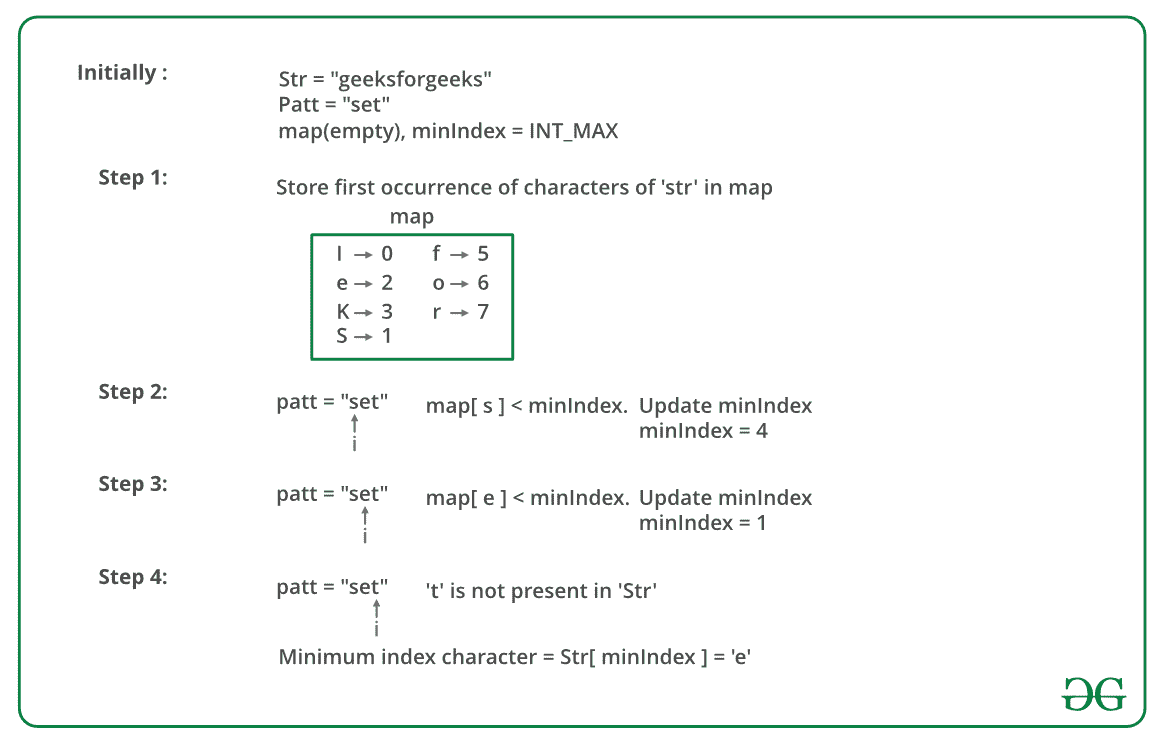 Initially :
Str = "geeksforgeeks"
Patt = "set"
map(empty), minIndex = INT_MAX
Step 1:
Store first occurrence of characters of 'str' in map
map
I → 0 f → 5
e → 2 o → 6
K → 3 r → 7
S → 1
Step 2:
patt = "set" map[ s ] < minIndex. Update minIndex
minIndex = 4
i
Step 3:
patt = "set" map[ e ] < minIndex. Update minIndex
minIndex = 1
i
Step 4:
patt = "set" 't' is not present in 'Str'
i
Minimum index character = Str[ minIndex ] = 'e'